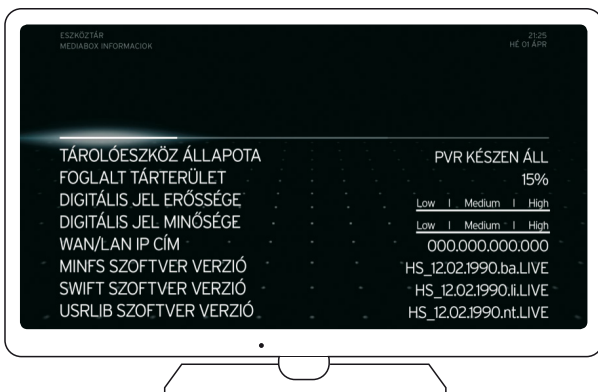 ESZKÖZTÁR 21:25
MEDIABOX INFORMACIOK HÉ 01 ÁPR
TÁROLÓESZKÖZ ÁLLAPOTA PVR KÉSZEN ÁLL
FOGLALT TÁRTERÜLET 15%
DIGITÁLIS JEL ERŐSSÉGE Low | Medium | High
DIGITÁLIS JEL MINŐSÉGE Low | Medium | High
WAN/LAN IP CÍM 000.000.000.000
MINFS SZOFTVER VERZIÓ HS_12.02.1990.ba.LIVE
SWIFT SZOFTVER VERZIÓ HS_12.02.1990.li.LIVE
USRLIB SZOFTVER VERZIÓ HS_12.02.1990.nt.LIVE